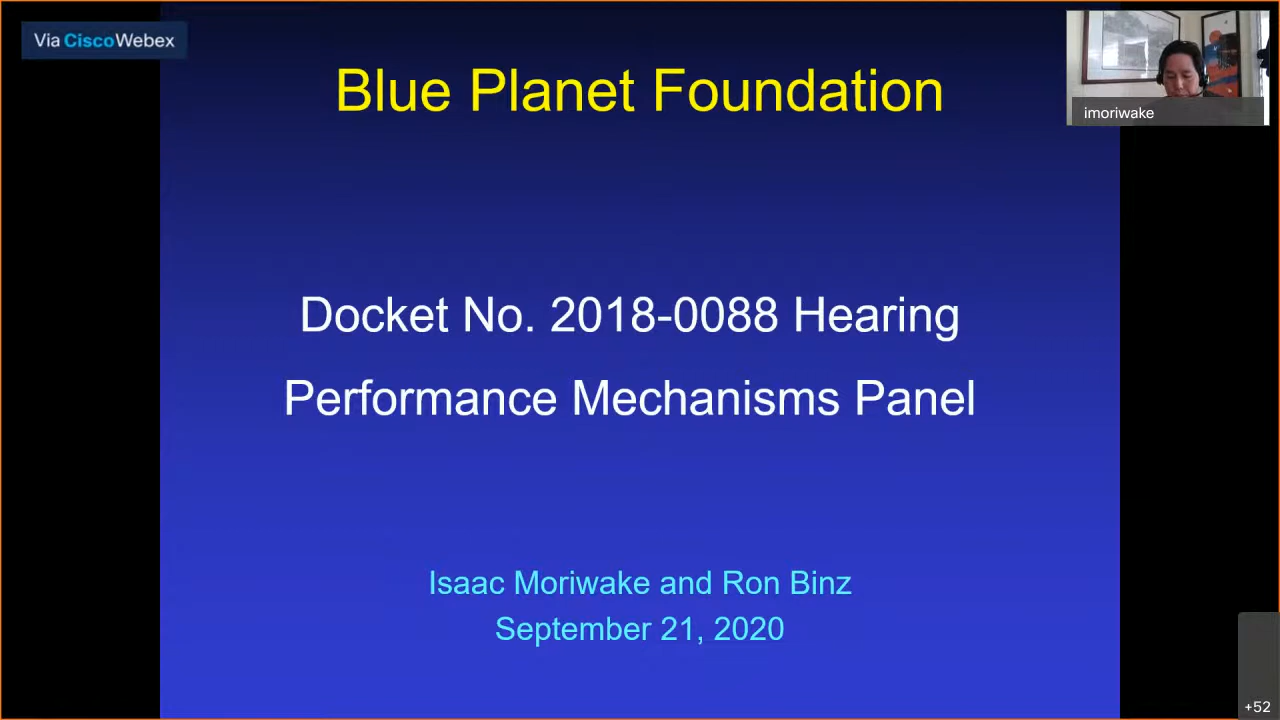 Via CiscoWebex
Blue Planet Foundation
imoriwake
Docket No. 2018-0088 Hearing
Performance Mechanisms Panel
Isaac Moriwake and Ron Binz
September 21, 2020
+52